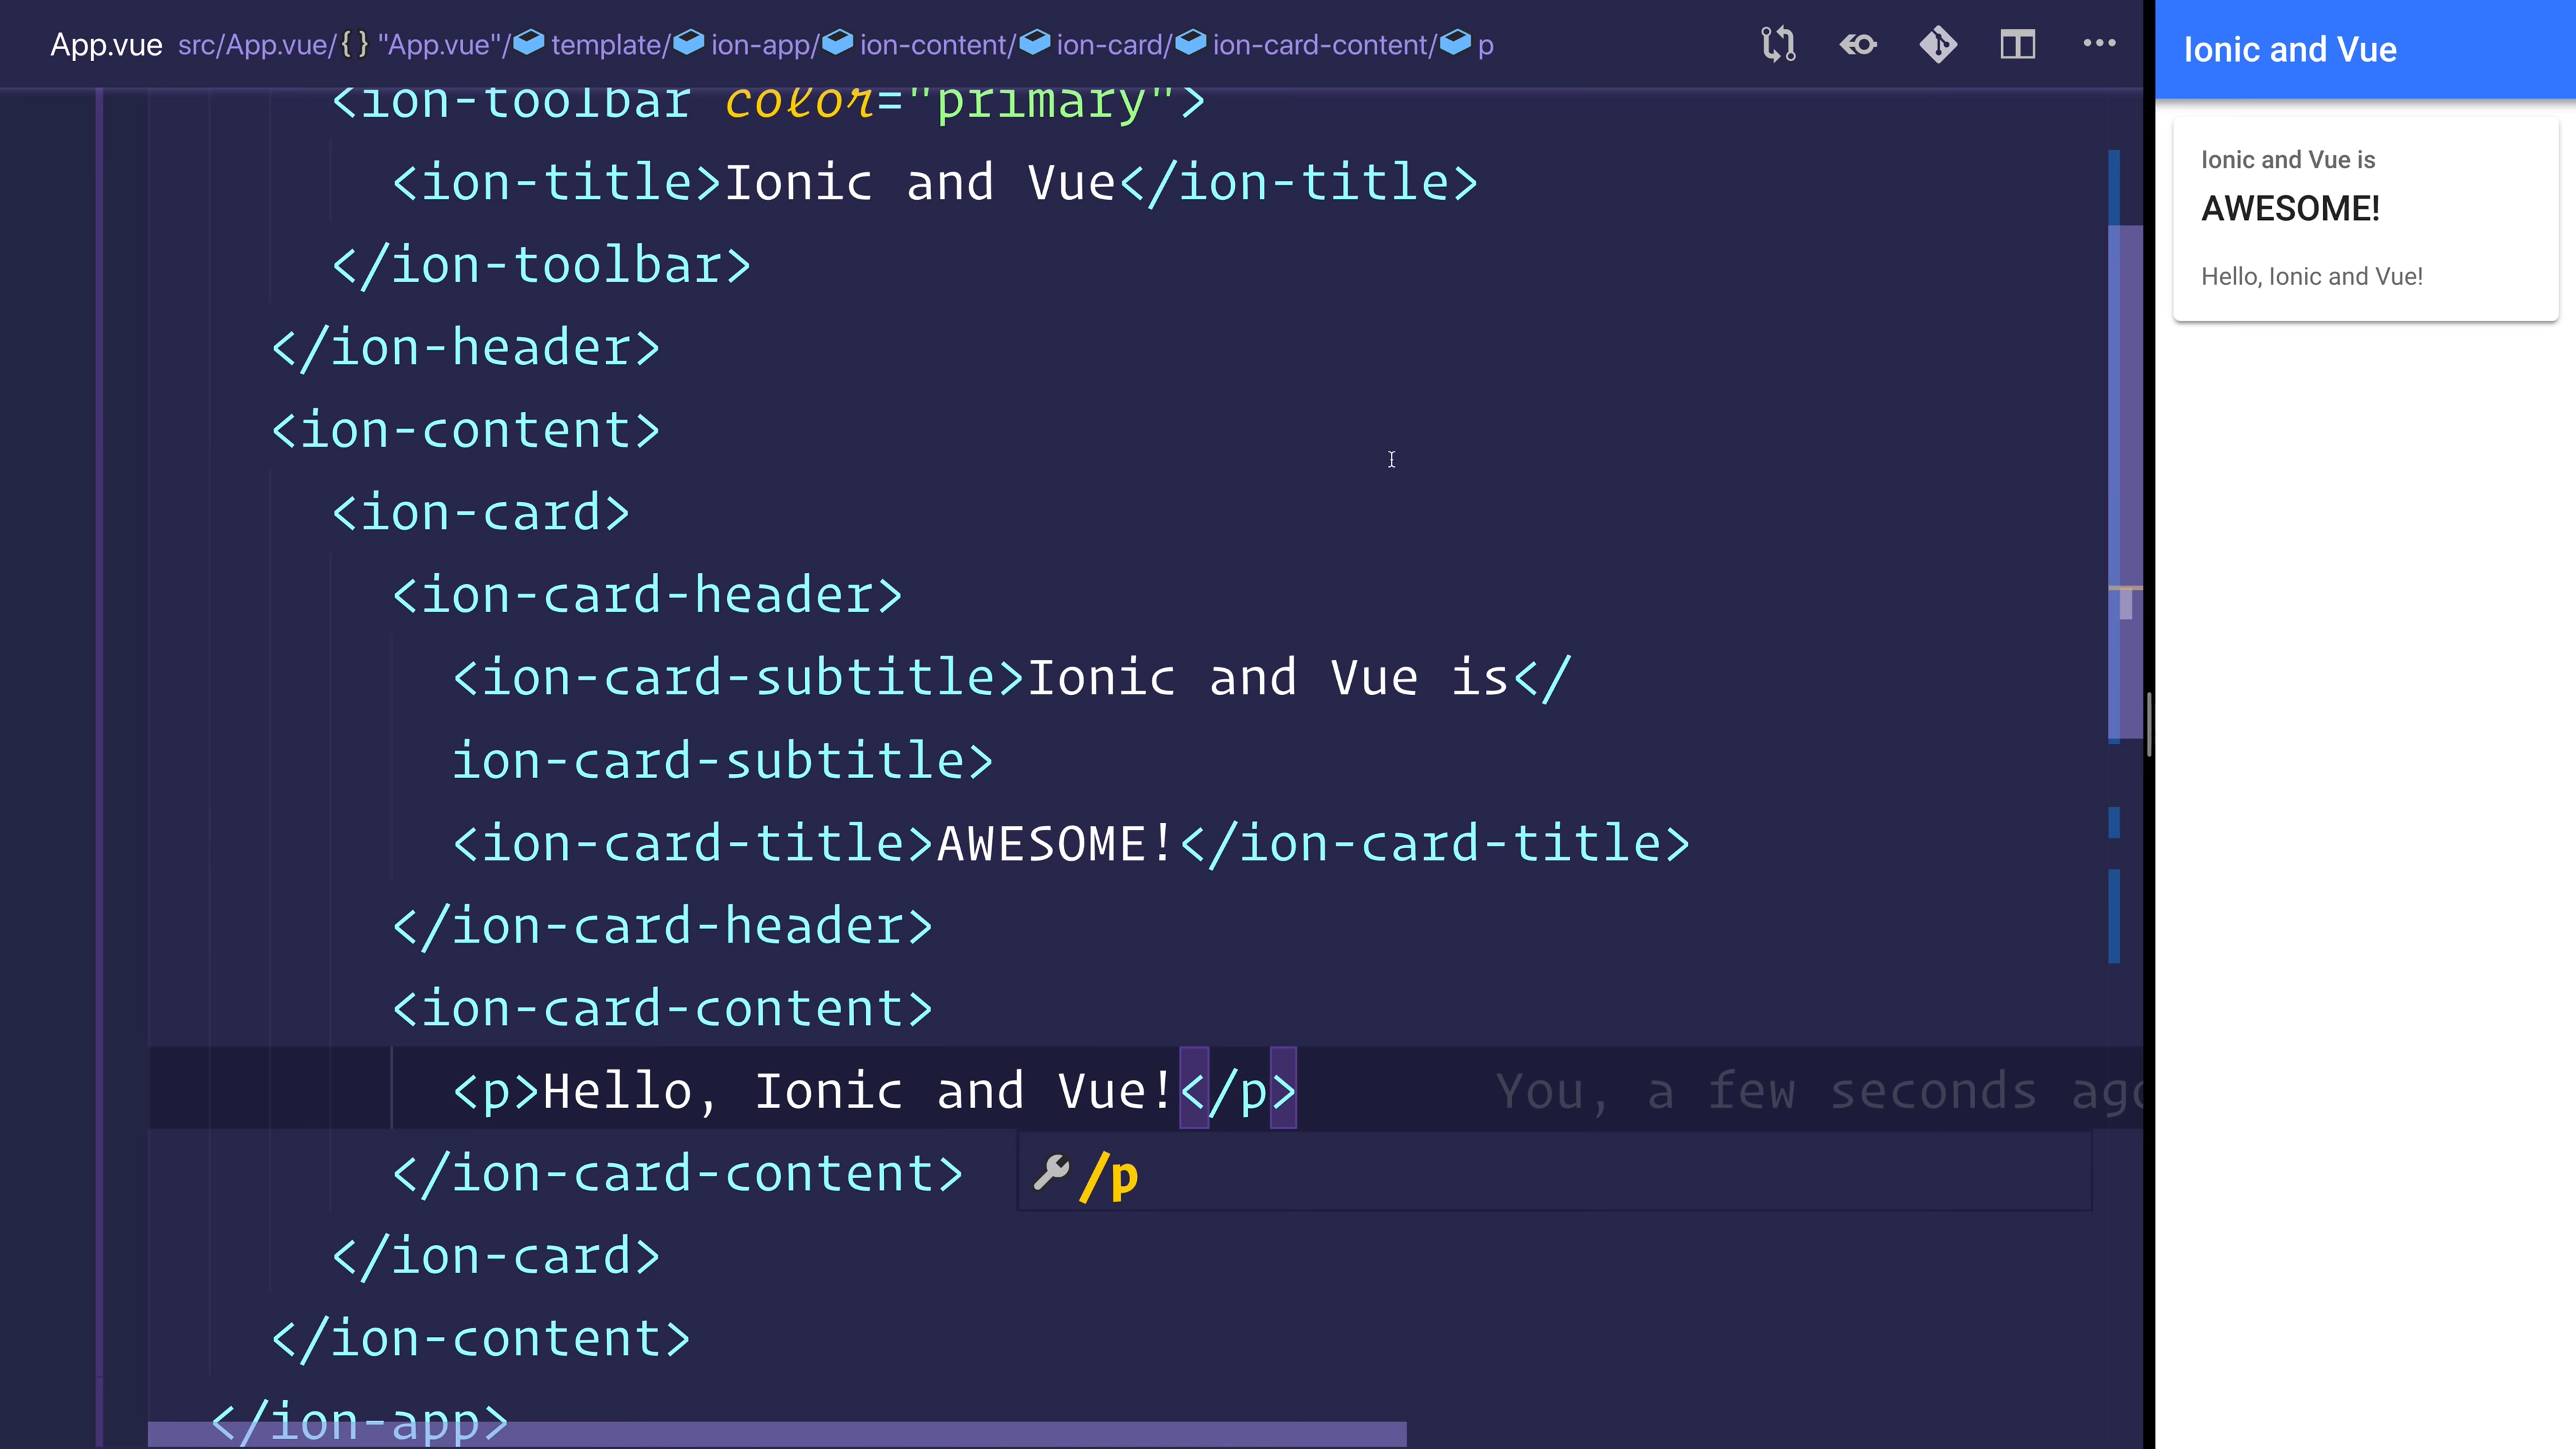 App.vue src/App.vue/{} "App.vue"/ template/ ion-app/ ion-content/ ion-card/ ion-card-content/ p
<ion-toolbar color="primary">
<ion-title>Ionic and Vue</ion-title>
</ion-toolbar>
</ion-header>
<ion-content>
<ion-card>
<ion-card-header>
<ion-card-subtitle>Ionic and Vue is</
ion-card-subtitle>
<ion-card-title>AWESOME!</ion-card-title>
</ion-card-header>
<ion-card-content>
<p>Hello, Ionic and Vue!</p> You, a few seconds ago
</ion-card-content>
/p
</ion-card>
</ion-content>
</ion-app>
Ionic and Vue
Ionic and Vue is
AWESOME!
Hello, Ionic and Vue!